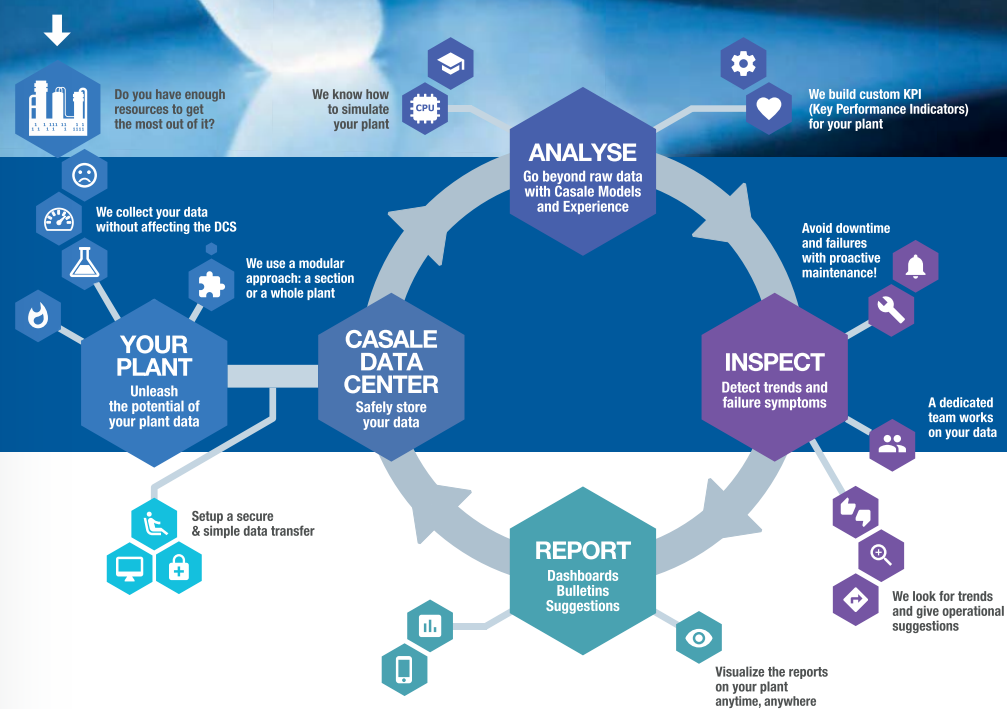 Do you have enough
resources to get
the most out of it?
We know how
to simulate
your plant
CPU
We build custom KPI
(Key Performance Indicators)
for your plant
ANALYSE
Go beyond raw data
with Casale Models
and Experience
We collect your data
without affecting the DCS
We use a modular
approach: a section
or a whole plant
Avoid downtime
and failures
with proactive
maintenance!
YOUR
PLANT
Unleash
the potential of
your plant data
CASALE
DATA
CENTER
Safely store
your data
INSPECT
Detect trends and
failure symptoms
A dedicated
team works
on your data
Setup a secure
& simple data transfer
REPORT
Dashboards
Bulletins
Suggestions
We look for trends
and give operational
suggestions
Visualize the reports
on your plant
anytime, anywhere